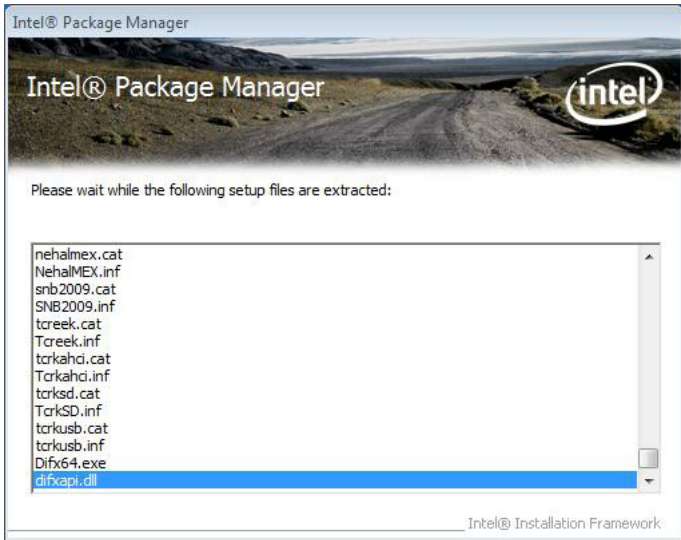 Intel® Package Manager
Intel® Package Manager
intel
Please wait while the following setup files are extracted:
nehalmex.cat
NehalMEX.inf
snb2009.cat
SNB2009.inf
tcreek.cat
Tcreek.inf
tcrkahci.cat
Tcrkahci.inf
tcrksd.cat
TcrkSD.inf
tcrkusb.cat
tcrkusb.inf
Difx64.exe
difxapi.dll
Intel® Installation Framework